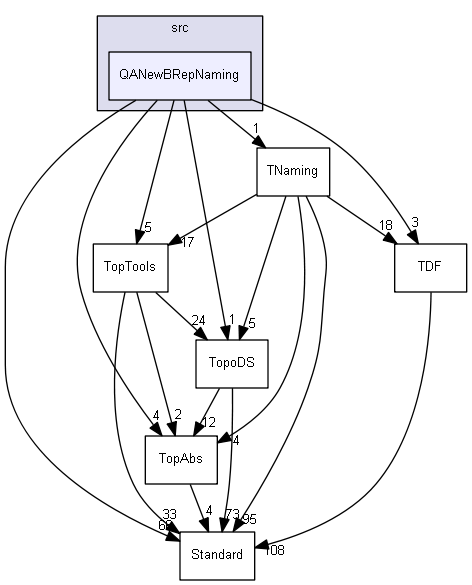 src
QANewBRepNaming
1
TNaming
5
17
18
3
TopTools
TDF
24
1
5
TopoDS
4
2
12
4
TopAbs
33
68
4
73
95
108
Standard